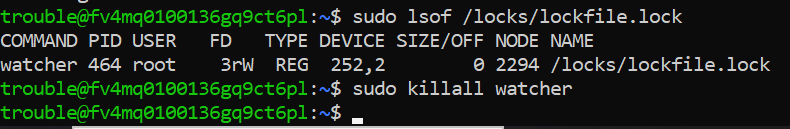 trouble@fv4mq0100136gq9ct6pl:~$ sudo lsof /locks/lockfile.lock
COMMAND PID USER   FD   TYPE DEVICE SIZE/OFF NODE NAME
watcher 464 root    3rW  REG  252,2        0 2294 /locks/lockfile.lock
trouble@fv4mq0100136gq9ct6pl:~$ sudo killall watcher
trouble@fv4mq0100136gq9ct6pl:~$